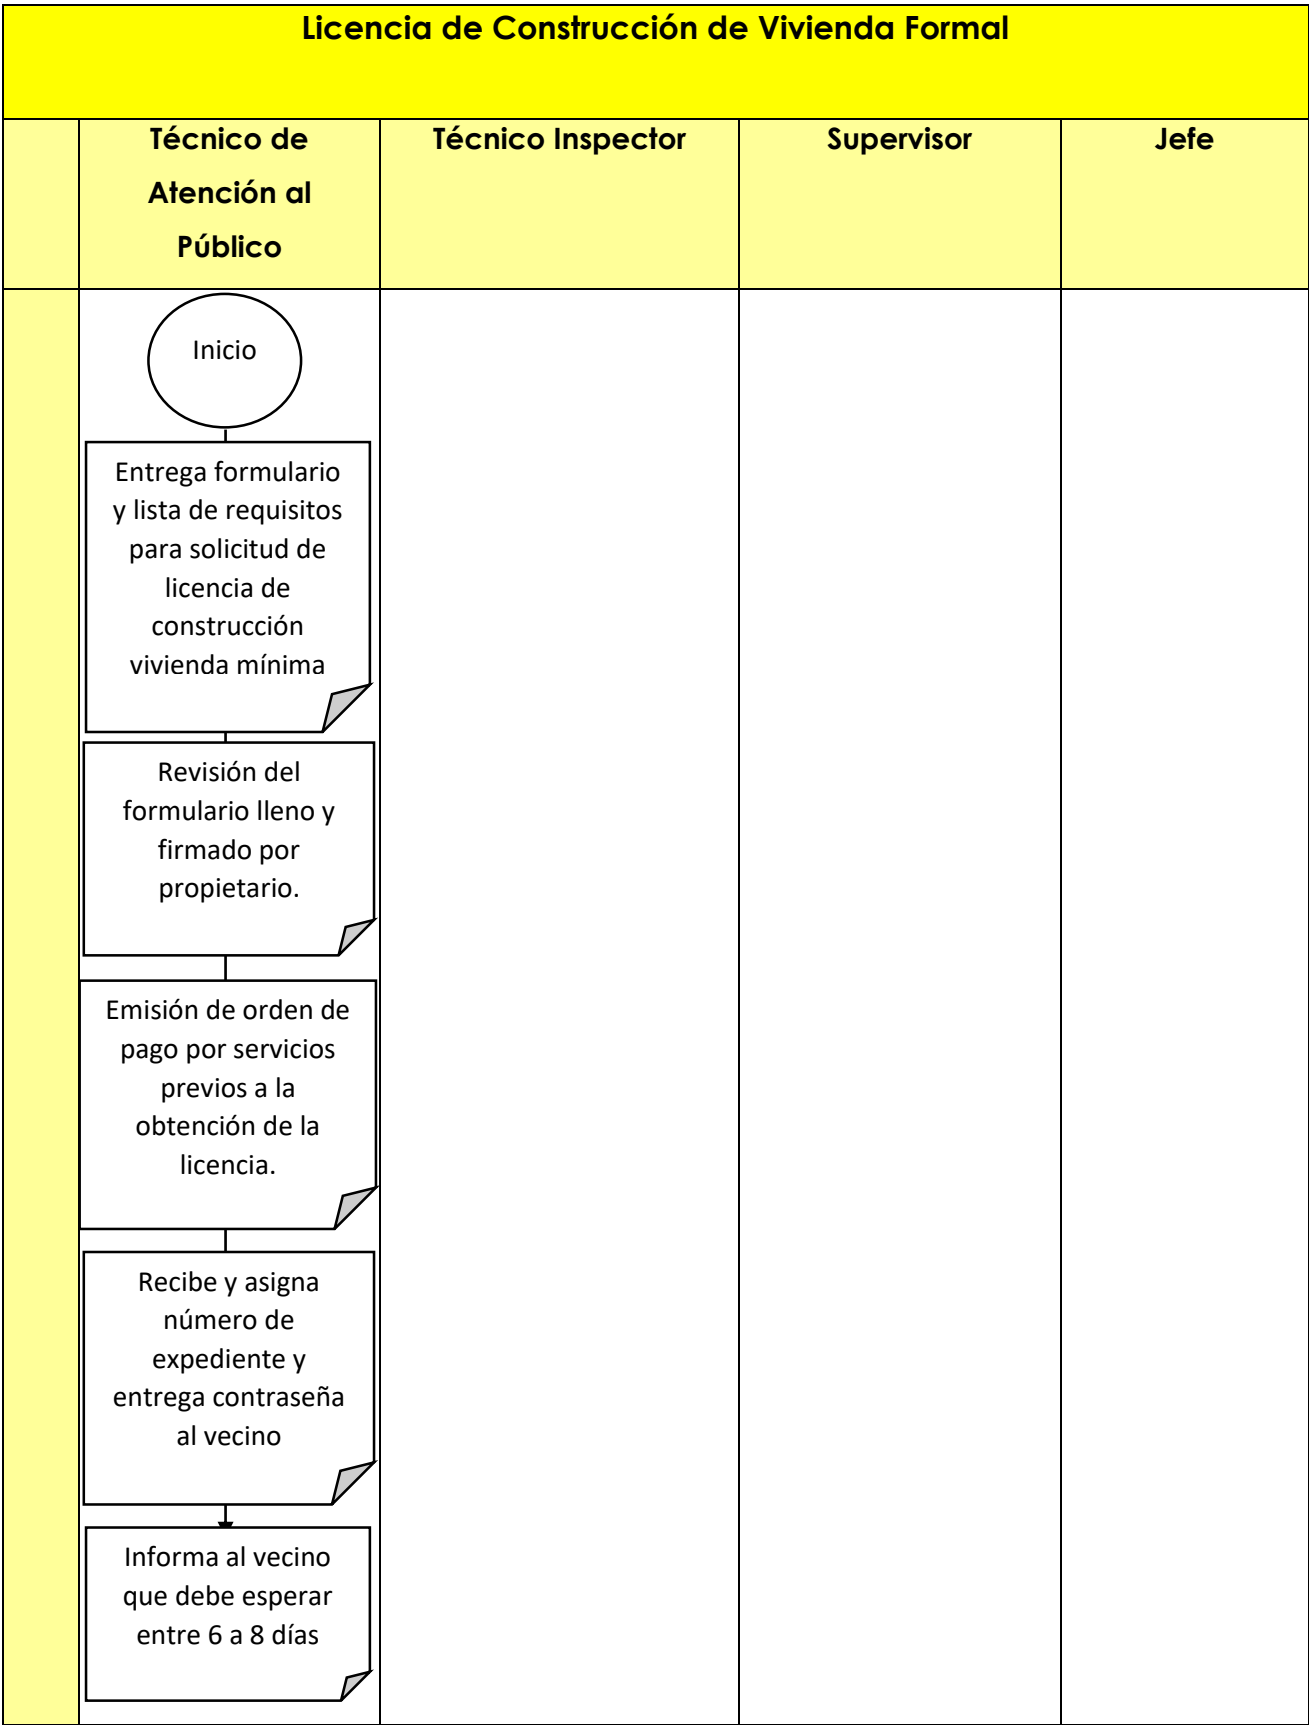 Licencia de Construcción de Vivienda Formal
Técnico de
Atención al
Público
Técnico Inspector
Supervisor
Jefe
Inicio
Entrega formulario
y lista de requisitos
para solicitud de
licencia de
construcción
vivienda mínima
Revisión del
formulario lleno y
firmado por
propietario.
Emisión de orden de
pago por servicios
previos a la
obtención de la
licencia.
Recibe y asigna
número de
expediente y
entrega contraseña
al vecino
Informa al vecino
que debe esperar
entre 6 a 8 días